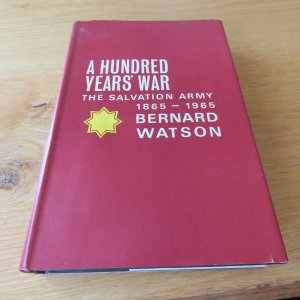 A HUNDRED
YEARS' WAR
THE SALVATION ARMY
1865 – 1965
BERNARD
WATSON